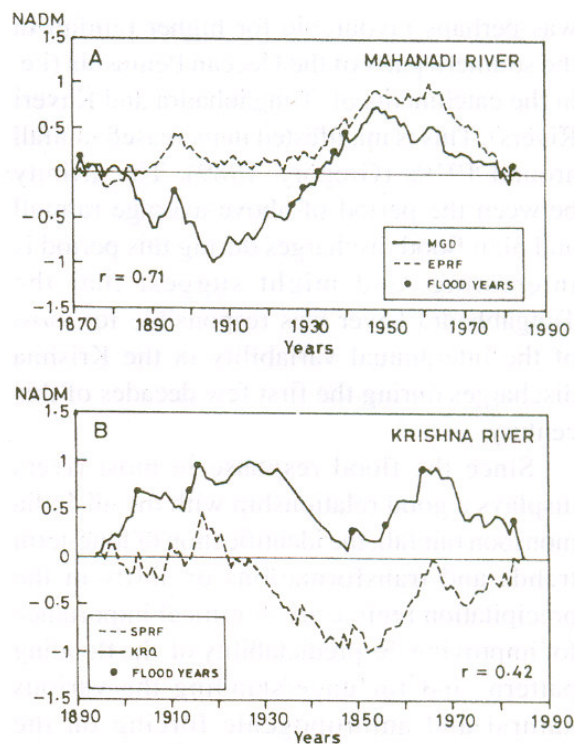 NADM
1.5
A
MAHANADI RIVER
1
0.5
0
-0.5
-1
-1.5
MGD
EPRF
FLOOD YEARS
r = 0.71
1870 1890 1910 1930 1950 1970 1990
Years
NADM
1.5
B
KRISHNA RIVER
1
0.5
0
0.5
-1
-1.5
SPRF
KRQ
FLOOD YEARS
r = 0.42
1890 1910 1930 1950 1970 1990
Years